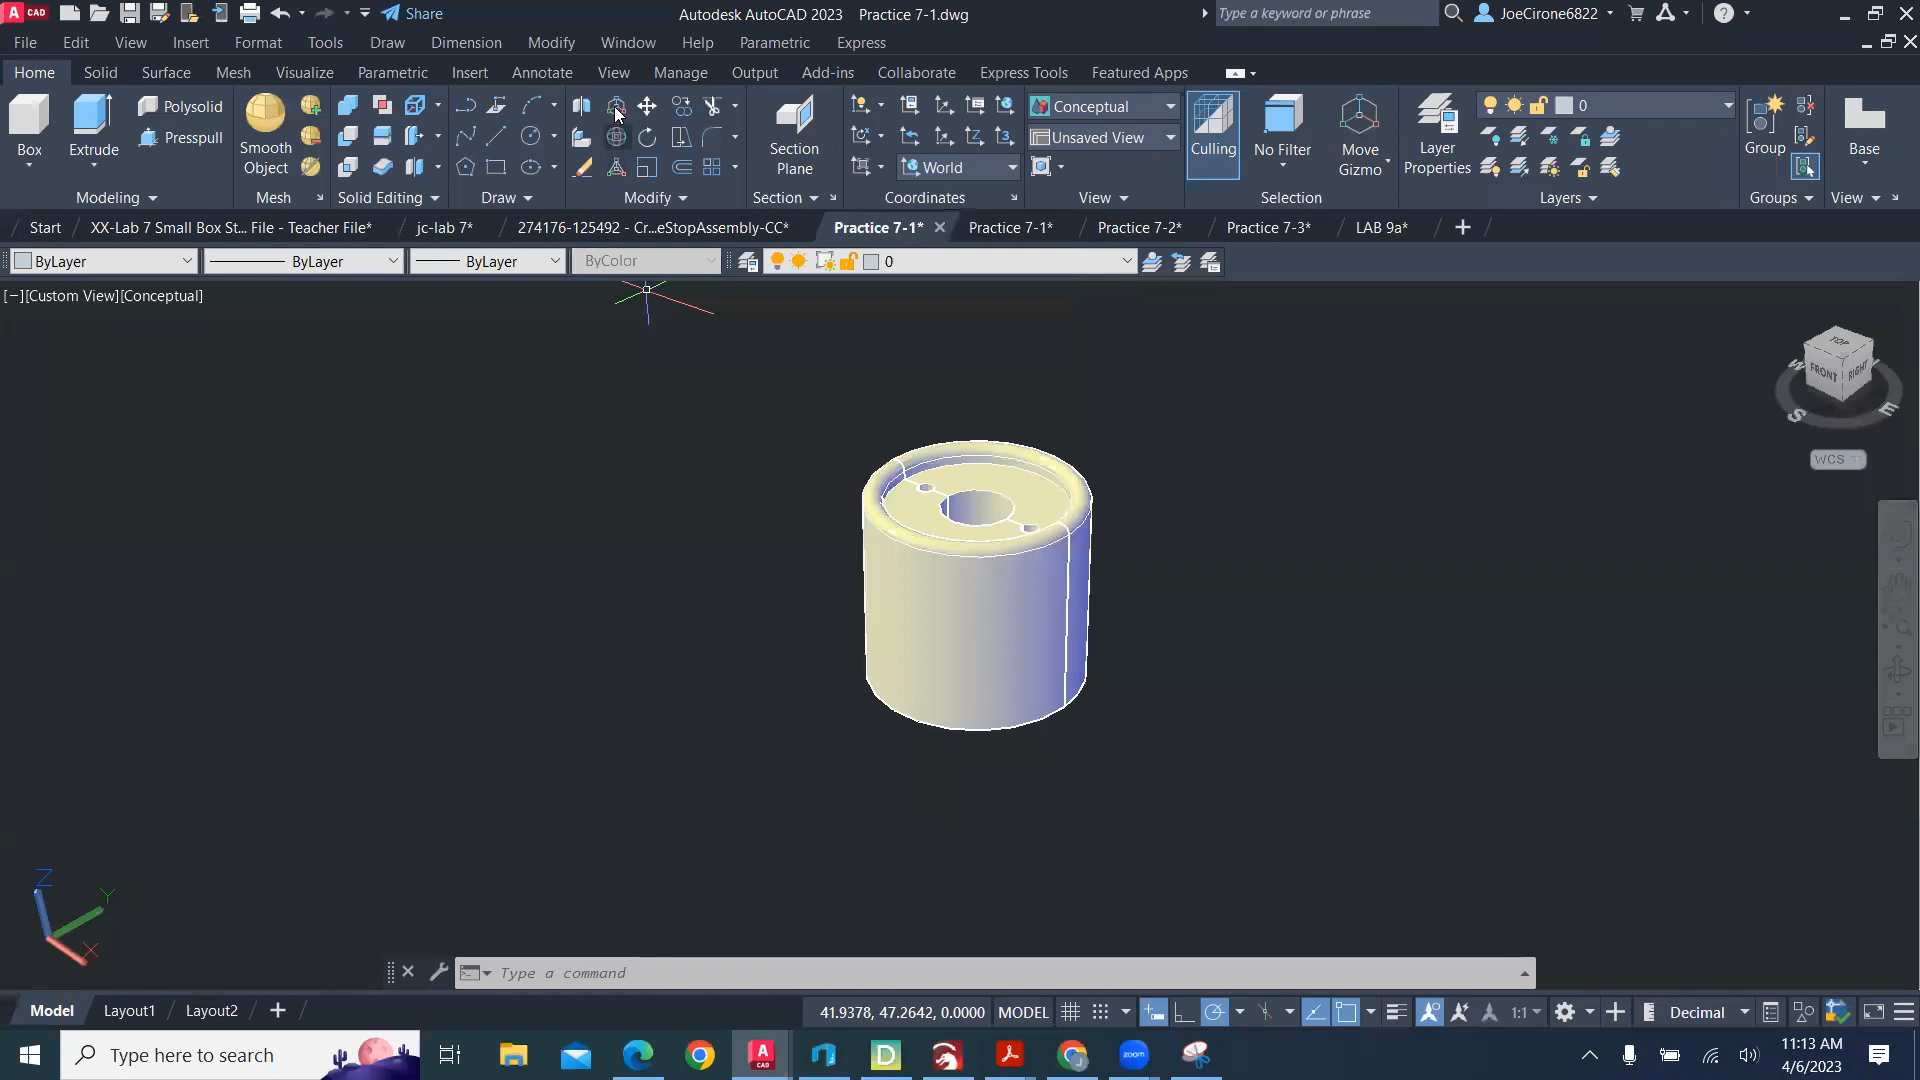 A CAD Share Autodesk AutoCAD 2023 Practice 7-1.dwg Type a keyword or phrase JoeCirone6822 ?
File Edit View Insert Format Tools Draw Dimension Modify Window Help Parametric Express
Home Solid Surface Mesh Visualize Parametric Insert Annotate View Manage Output Add-ins Collaborate Express Tools Featured Apps
Box Extrude Polysolid Presspull Smooth Object Section Plane Conceptual Unsaved View World Culling No Filter Move Gizmo Layer Properties 0 Group Base
Modeling Mesh Solid Editing Draw Modify Section Coordinates View Selection Layers Groups View
Start XX-Lab 7 Small Box St... File - Teacher File* jc-lab 7* 274176-125492 - Cr...eStopAssembly-CC* Practice 7-1* Practice 7-1* Practice 7-2* Practice 7-3* LAB 9a*
ByLayer ByLayer ByLayer ByColor 0
[−][Custom View][Conceptual]
TOP
FRONT RIGHT
W S E
WCS
Z Y X
Type a command
Model Layout1 Layout2 41.9378, 47.2642, 0.0000 MODEL 1:1 Decimal
Type here to search A CAD D zoom 11:13 AM
4/6/2023